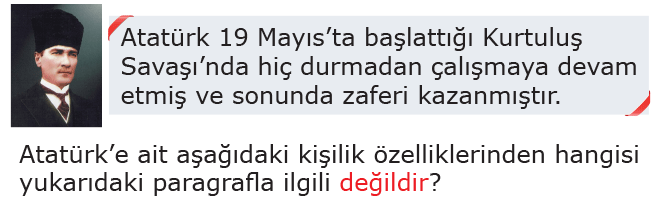 Atatürk 19 Mayıs’ta başlattığı Kurtuluş
Savaşı’nda hiç durmadan çalışmaya devam
etmiş ve sonunda zaferi kazanmıştır.
Atatürk’e ait aşağıdaki kişilik özelliklerinden hangisi
yukarıdaki paragrafla ilgili değildir?